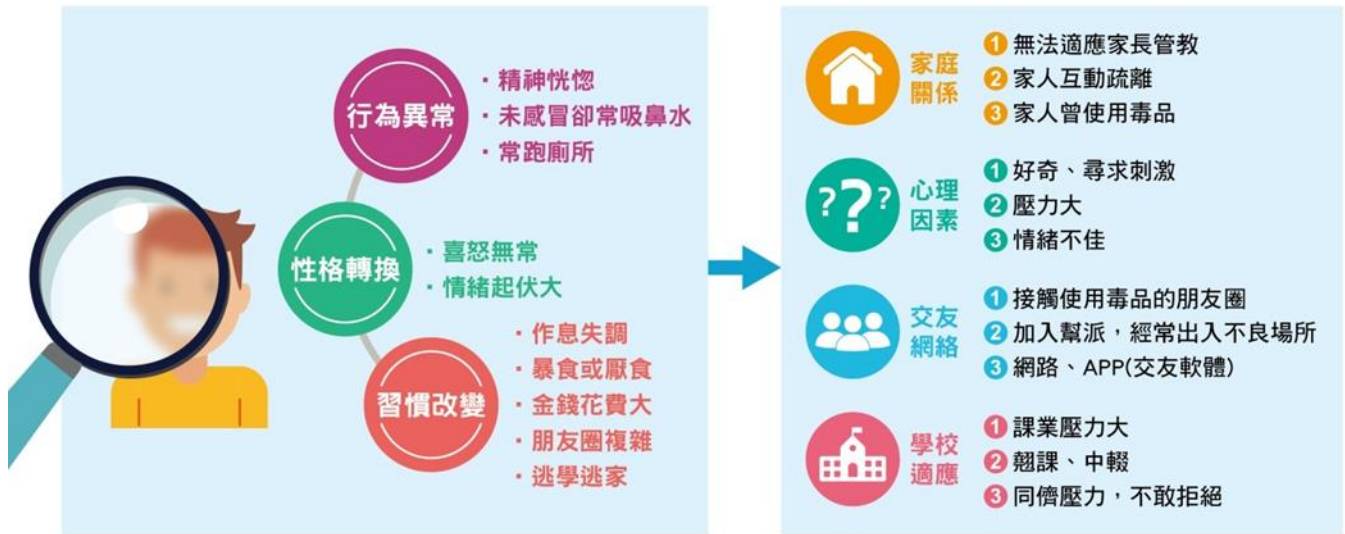 行為異常
・精神恍惚
・未感冒卻常吸鼻水
・常跑廁所
性格轉換
・喜怒無常
・情緒起伏大
習慣改變
・作息失調
・暴食或厭食
・金錢花費大
・朋友圈複雜
・逃學逃家
家庭
關係
1 無法適應家長管教
2 家人互動疏離
3 家人曾使用毒品
???
心理
因素
1 好奇、尋求刺激
2 壓力大
3 情緒不佳
交友
網絡
1 接觸使用毒品的朋友圈
2 加入幫派，經常出入不良場所
3 網路、APP(交友軟體)
學校
適應
1 課業壓力大
2 翹課、中輟
3 同儕壓力，不敢拒絕